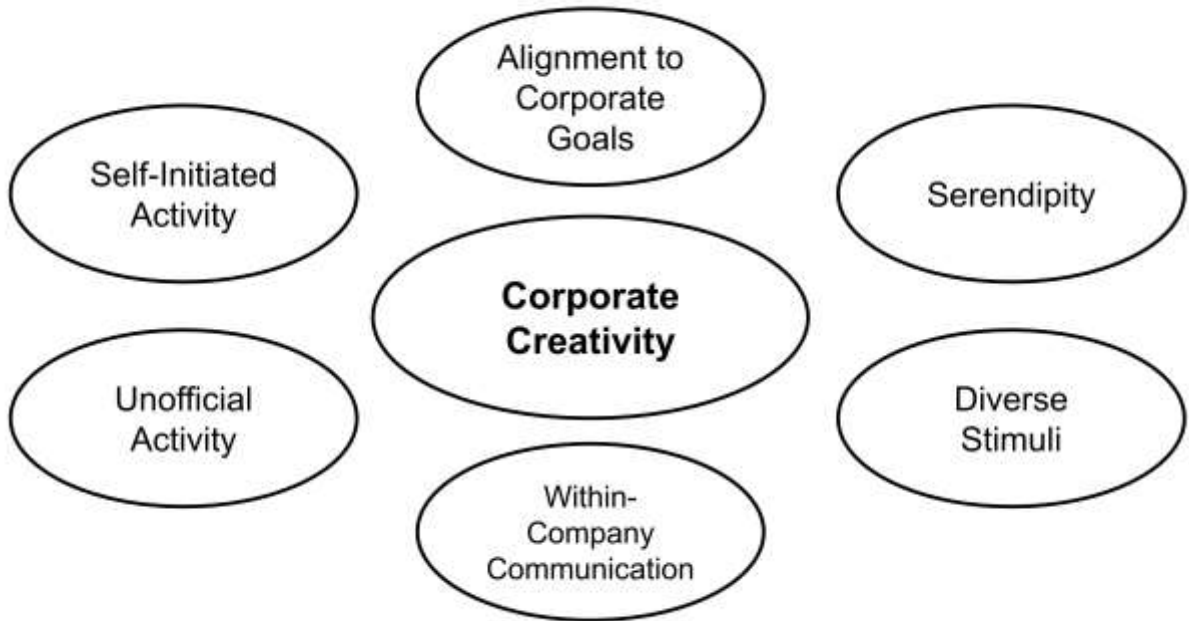 Alignment to
Corporate
Goals
Self-Initiated
Activity
Serendipity
Corporate
Creativity
Unofficial
Activity
Diverse
Stimuli
Within-
Company
Communication